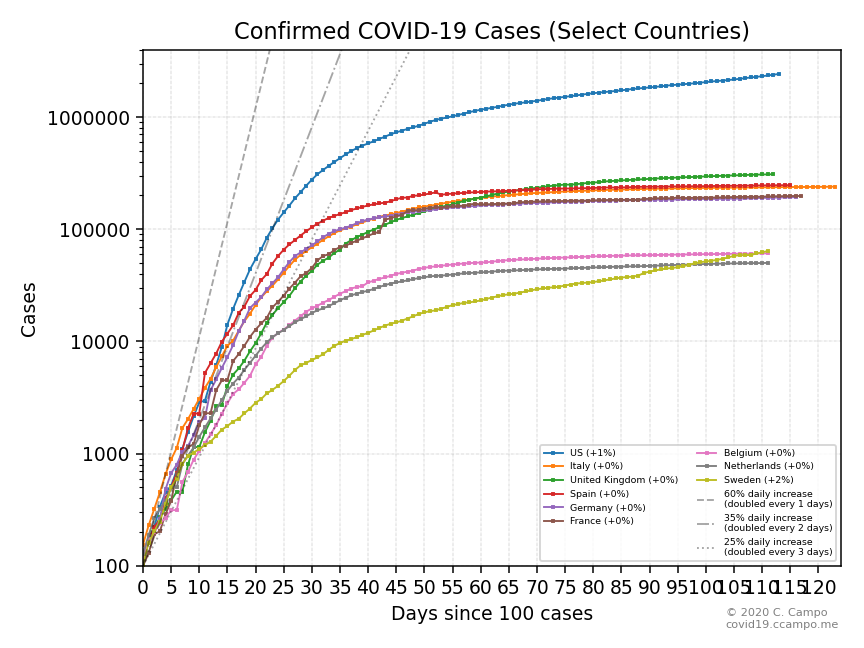 Confirmed COVID-19 Cases (Select Countries)
Cases
1000000
100000
10000
1000
100
0 5 10 15 20 25 30 35 40 45 50 55 60 65 70 75 80 85 90 95 100 105 110 115 120
Days since 100 cases
US (+1%)
Italy (+0%)
United Kingdom (+0%)
Spain (+0%)
Germany (+0%)
France (+0%)
Belgium (+0%)
Netherlands (+0%)
Sweden (+2%)
60% daily increase
(doubled every 1 days)
35% daily increase
(doubled every 2 days)
25% daily increase
(doubled every 3 days)
© 2020 C. Campo
covid19.ccampo.me